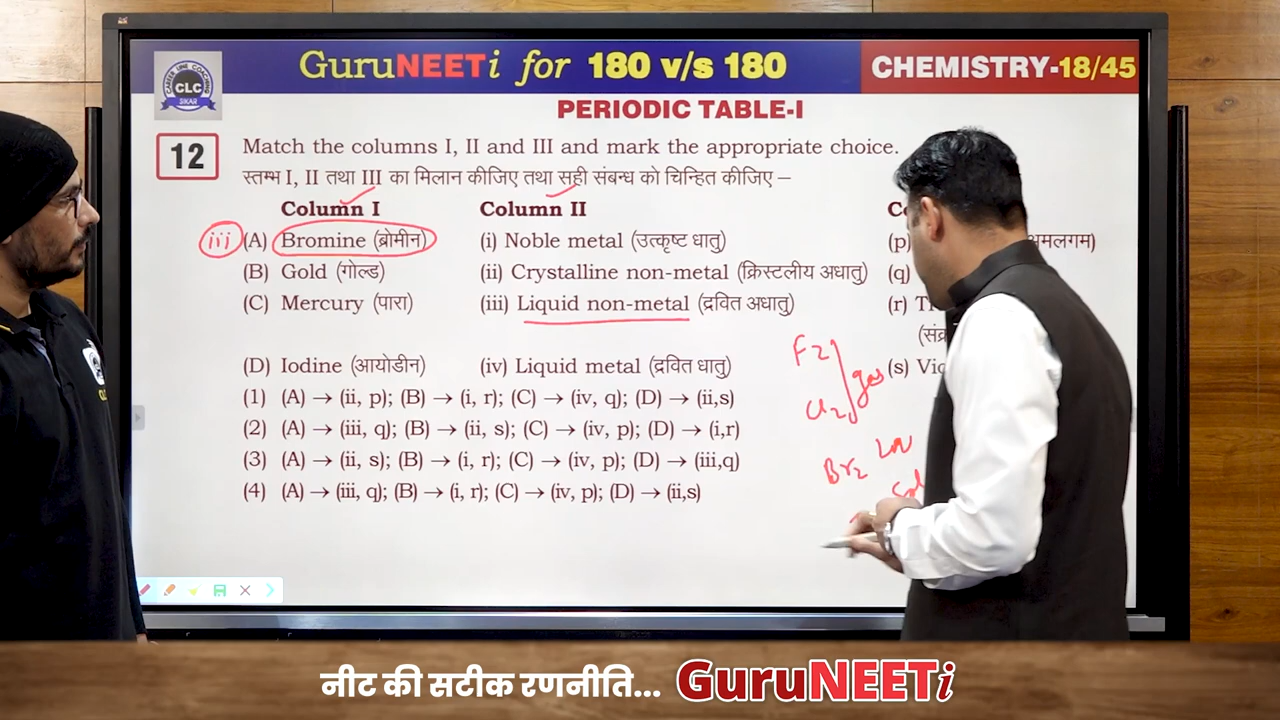 GuruNEETi for 180 v/s 180
CHEMISTRY-18/45
CLC
SIKAR
PERIODIC TABLE-I
12
Match the columns I, II and III and mark the appropriate choice.
स्तम्भ I, II तथा III का मिलान कीजिए तथा सही संबन्ध को चिन्हित कीजिए –
Column I Column II
iii (A) Bromine (ब्रोमीन) (i) Noble metal (उत्कृष्ट धातु) (p) अमलगम)
(B) Gold (गोल्ड) (ii) Crystalline non-metal (क्रिस्टलीय अधातु) (q)
(C) Mercury (पारा) (iii) Liquid non-metal (द्रवित अधातु) (r)
(D) Iodine (आयोडीन) (iv) Liquid metal (द्रवित धातु) (s)
(1) (A) → (ii, p); (B) → (i, r); (C) → (iv, q); (D) → (ii,s)
(2) (A) → (iii, q); (B) → (ii, s); (C) → (iv, p); (D) → (i,r)
(3) (A) → (ii, s); (B) → (i, r); (C) → (iv, p); (D) → (iii,q)
(4) (A) → (iii, q); (B) → (i, r); (C) → (iv, p); (D) → (ii,s)
F2
gas
Cl2
Br2
नीट की सटीक रणनीति... GuruNEETi